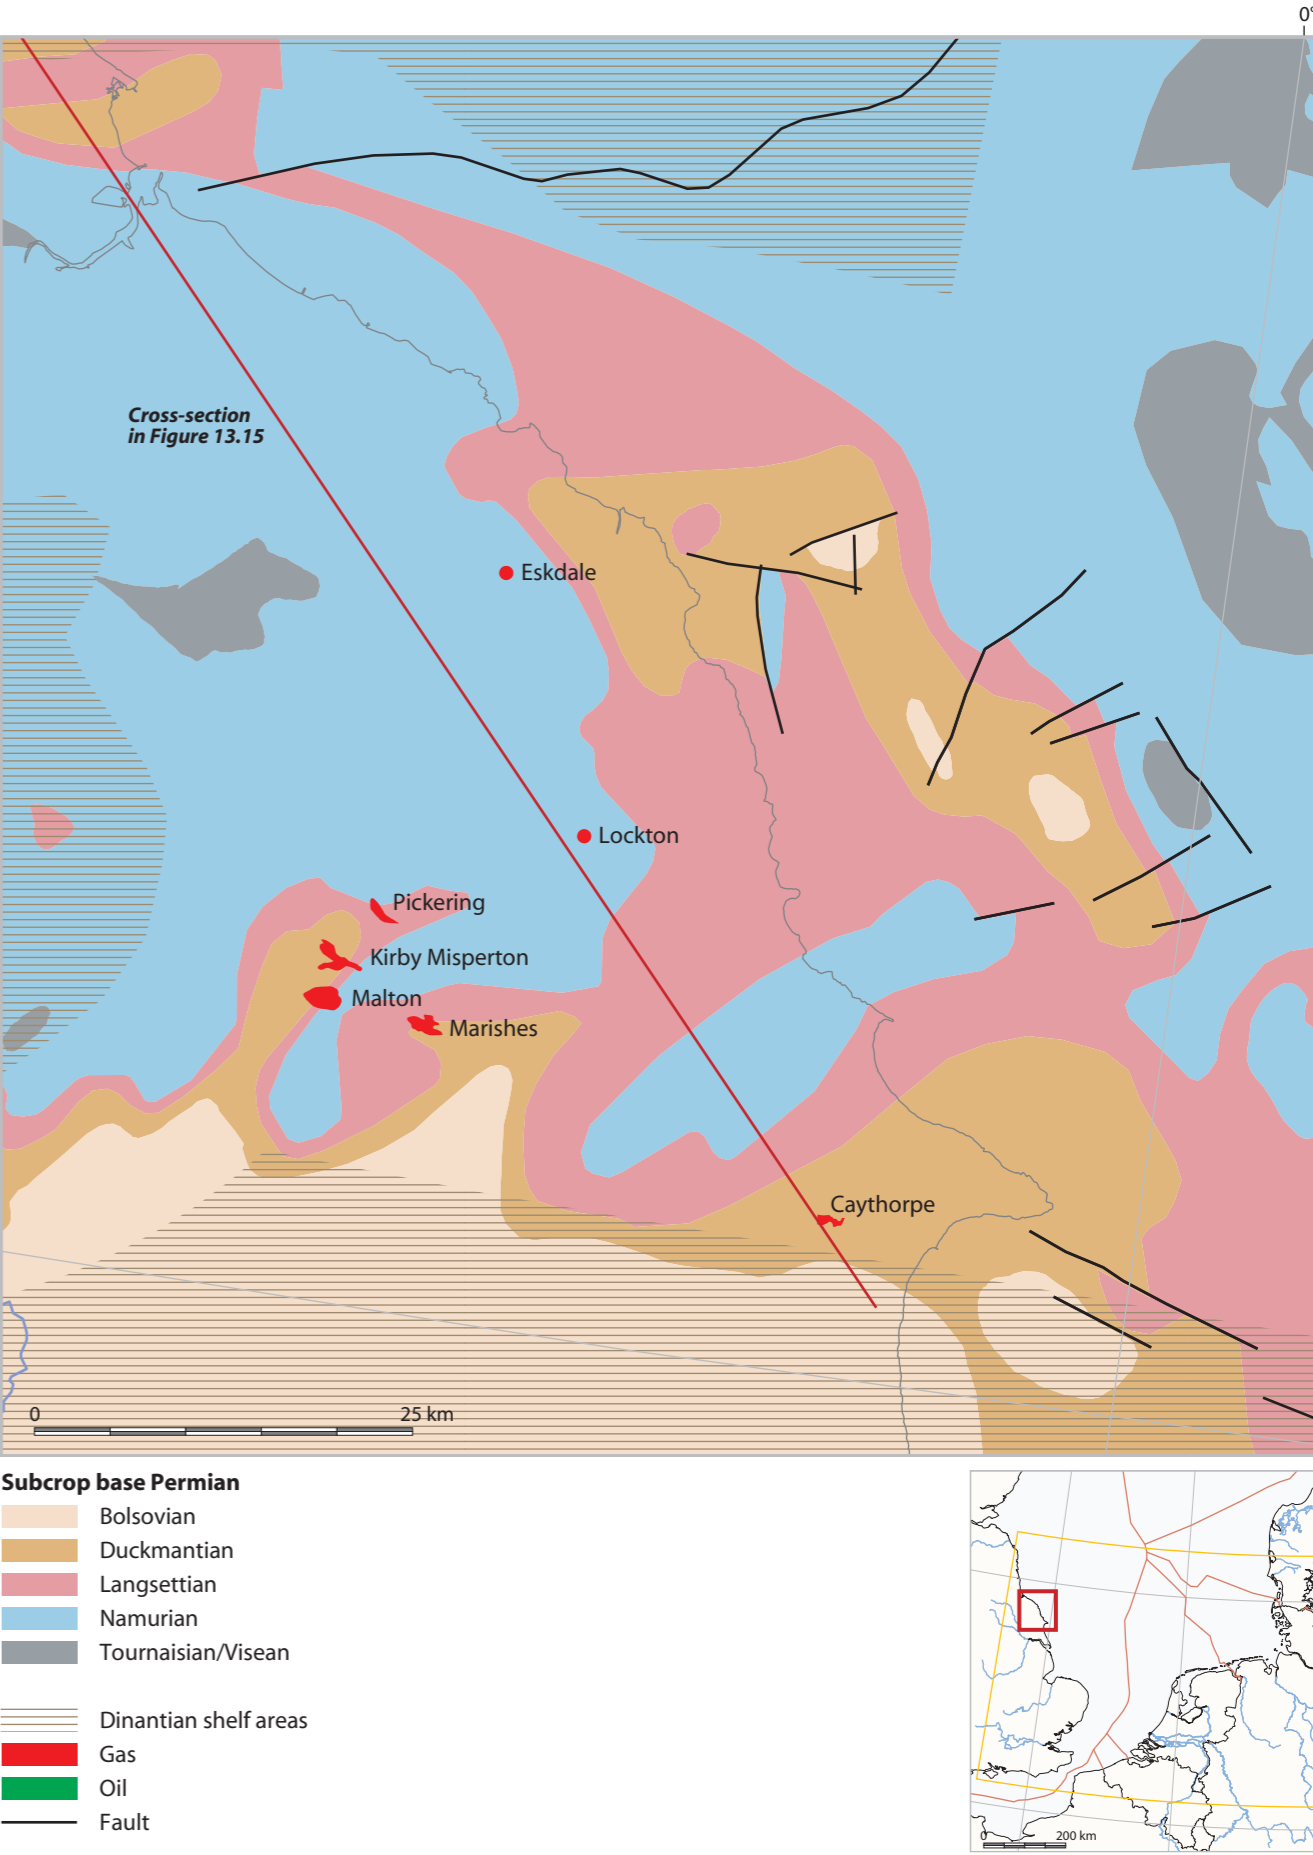 0°
Cross-section
in Figure 13.15
Eskdale
Lockton
Pickering
Kirby Misperton
Malton
Marishes
Caythorpe
0 25 km
Subcrop base Permian
Bolsovian
Duckmantian
Langsettian
Namurian
Tournaisian/Visean
Dinantian shelf areas
Gas
Oil
Fault
0 200 km